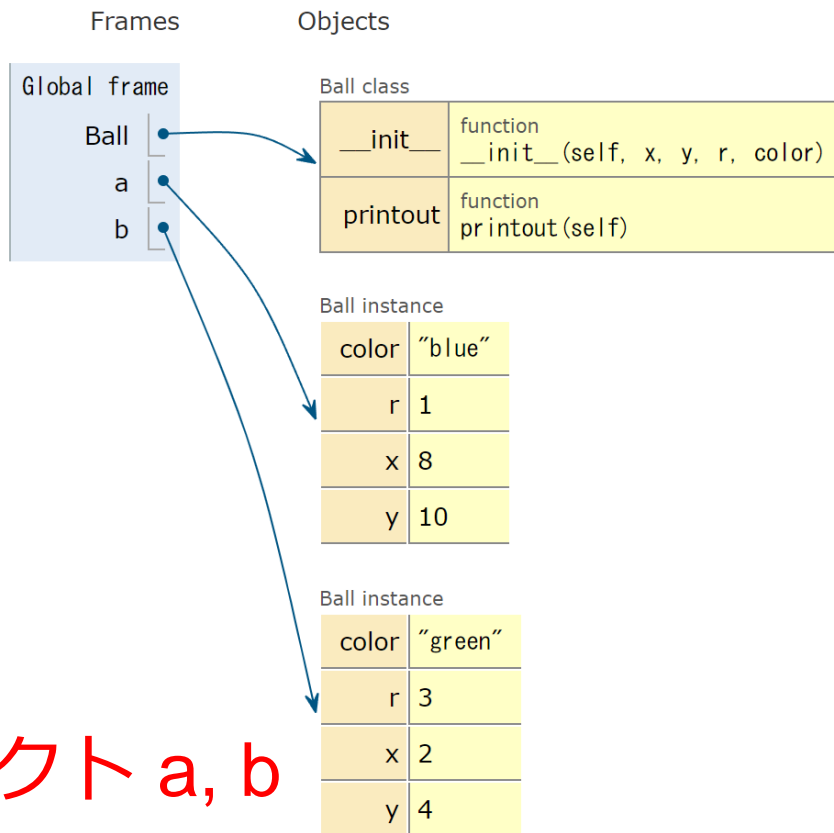 Frames Objects
Global frame
Ball
a
b
Ball class
__init__ function
__init__(self, x, y, r, color)
printout function
printout(self)
Ball instance
color "blue"
r 1
x 8
y 10
Ball instance
color "green"
r 3
x 2
y 4
クト a, b